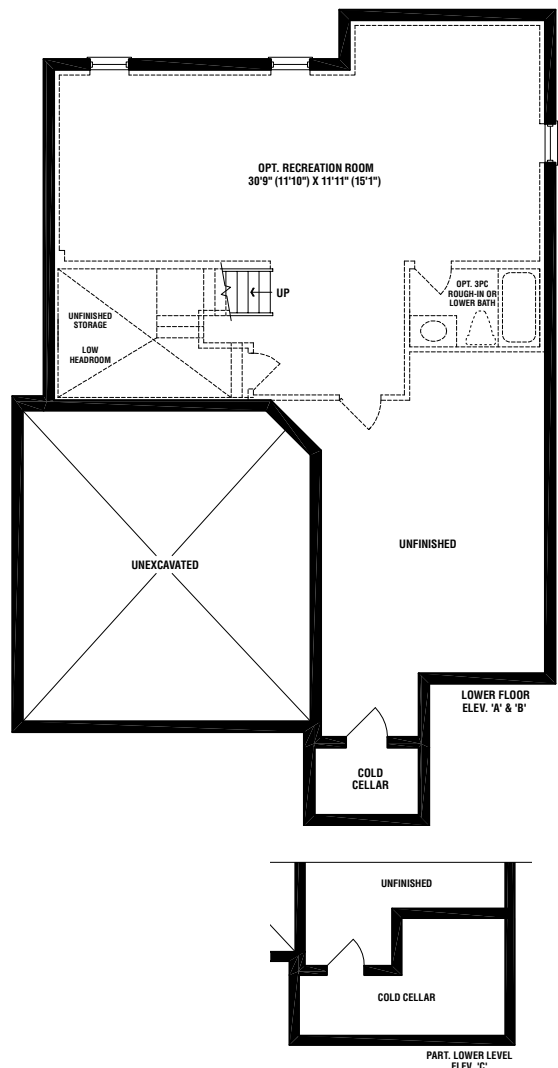 OPT. RECREATION ROOM
30'9" (11'10") X 11'11" (15'1")
UP
OPT. 3PC
ROUGH-IN OR
LOWER BATH
UNFINISHED
STORAGE
LOW
HEADROOM
UNFINISHED
UNEXCAVATED
LOWER FLOOR
ELEV. 'A' & 'B'
COLD
CELLAR
UNFINISHED
COLD CELLAR
PART. LOWER LEVEL
ELEV. 'C'